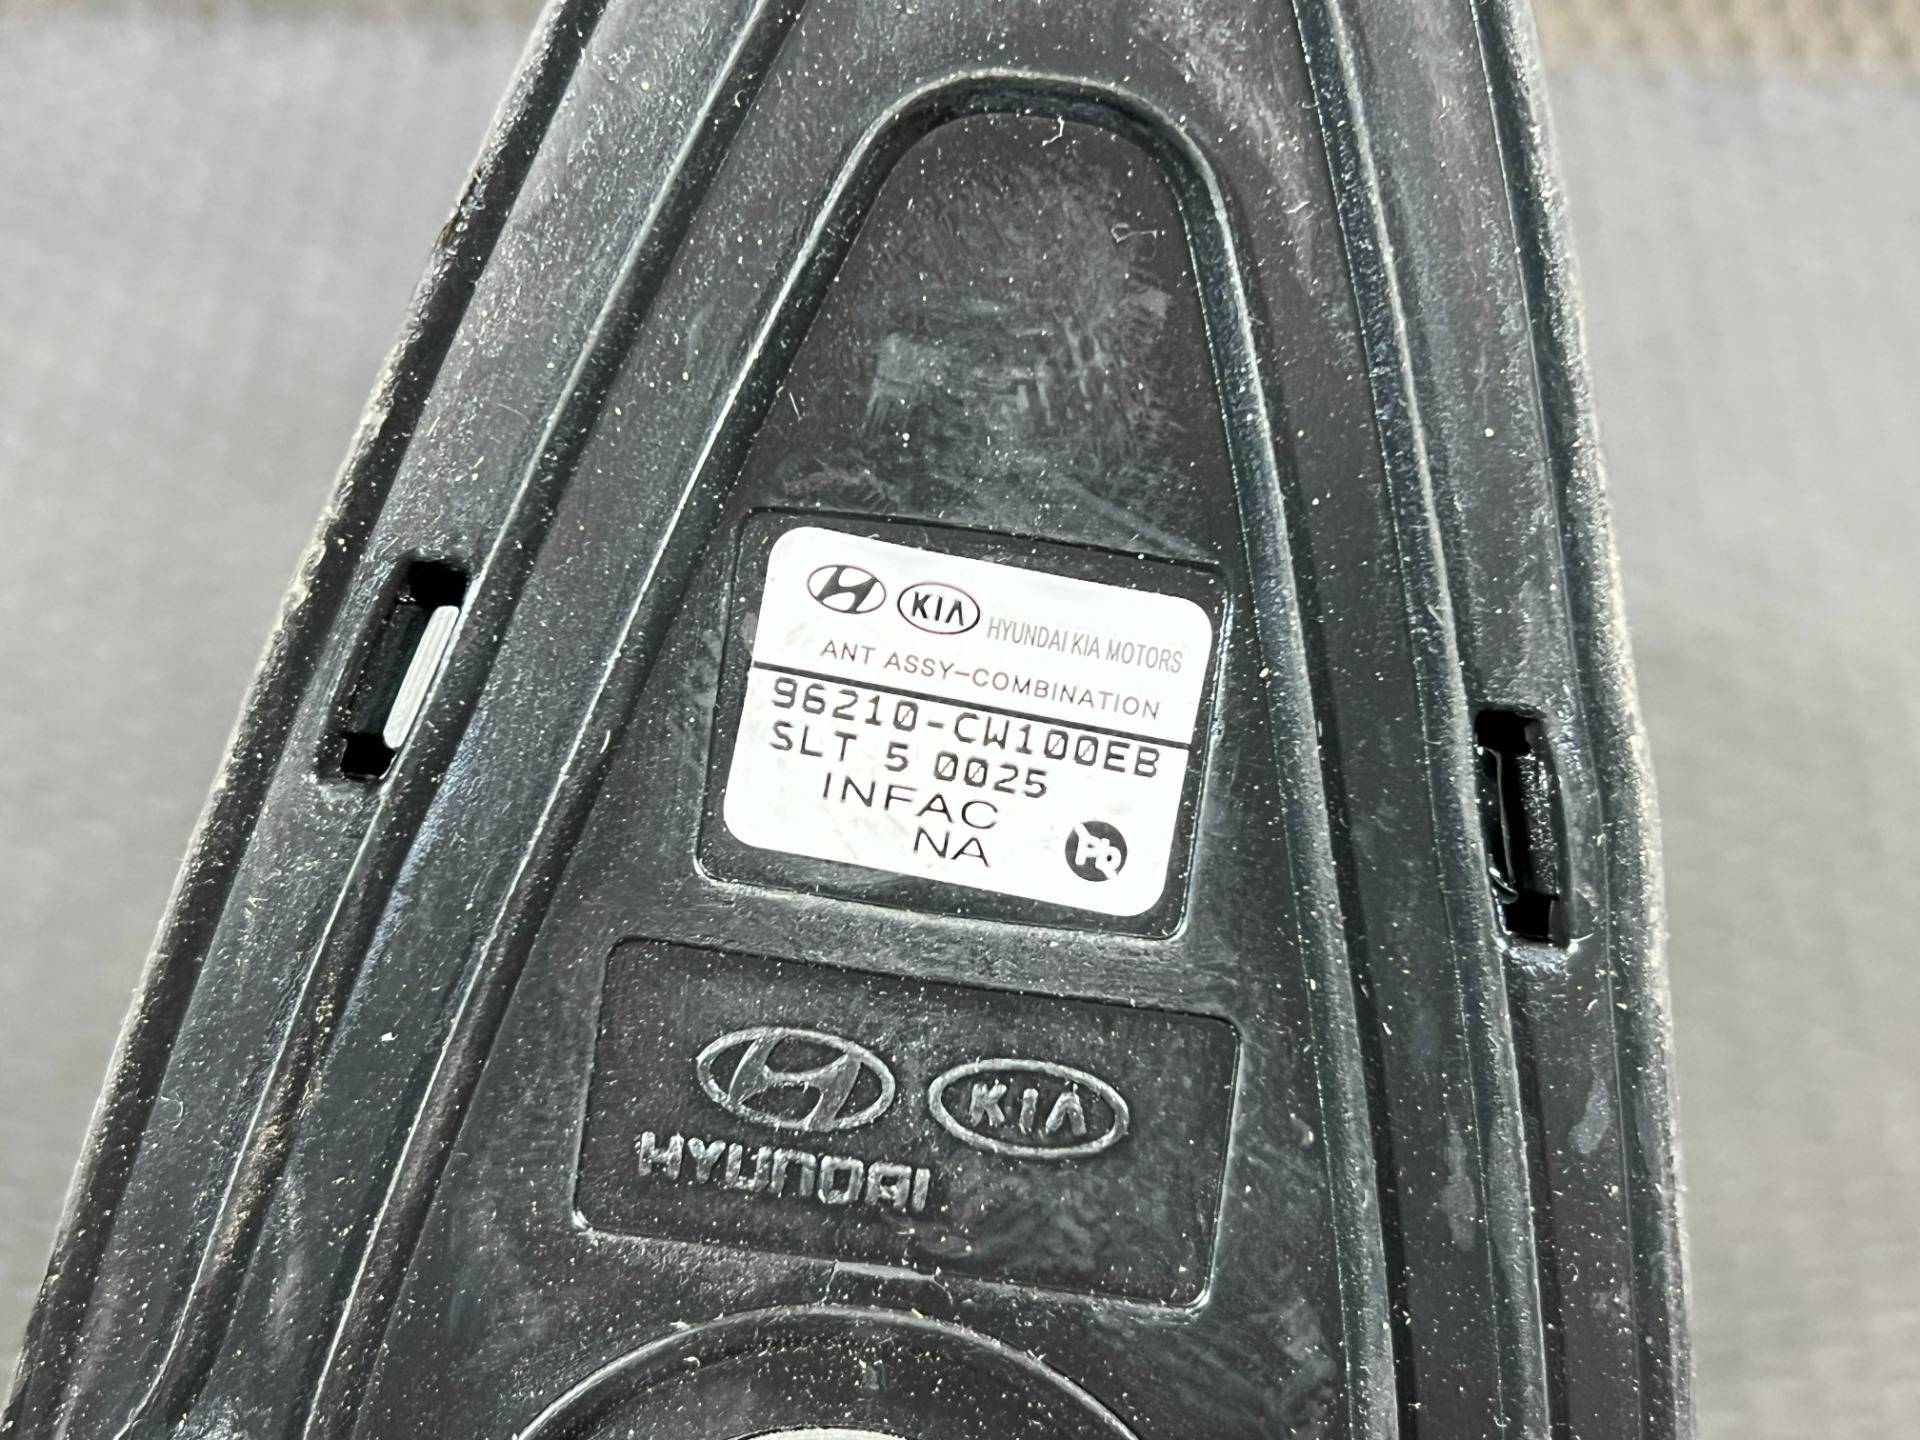 KIA HYUNDAI KIA MOTORS
ANT ASSY-COMBINATION
96210-CW100EB
SLT 5 0025
INFAC
NA
Pb
KIA
HYUNDAI